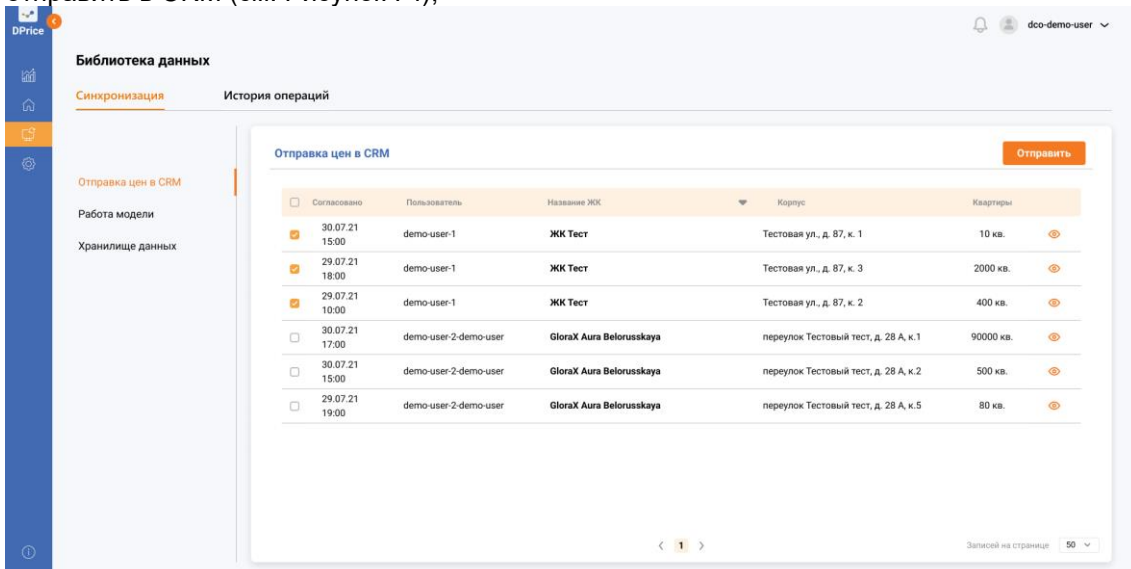 отправить в CRM (см. Рисунок 74);
DPrice
dco-demo-user
Библиотека данных
Синхронизация История операций
Отправка цен в CRM Отправить
Отправка цен в CRM
Работа модели
Хранилище данных
Согласовано Пользователь Название ЖК Корпус Квартиры
30.07.21
15:00
demo-user-1 ЖК Тест Тестовая ул., д. 87, к. 1 10 кв.
29.07.21
18:00
demo-user-1 ЖК Тест Тестовая ул., д. 87, к. 3 2000 кв.
29.07.21
10:00
demo-user-1 ЖК Тест Тестовая ул., д. 87, к. 2 400 кв.
30.07.21
17:00
demo-user-2-demo-user GloraX Aura Belorusskaya переулок Тестовый тест, д. 28 А, к.1 90000 кв.
30.07.21
15:00
demo-user-2-demo-user GloraX Aura Belorusskaya переулок Тестовый тест, д. 28 А, к.2 500 кв.
29.07.21
19:00
demo-user-2-demo-user GloraX Aura Belorusskaya переулок Тестовый тест, д. 28 А, к.5 80 кв.
1
Записей на странице 50